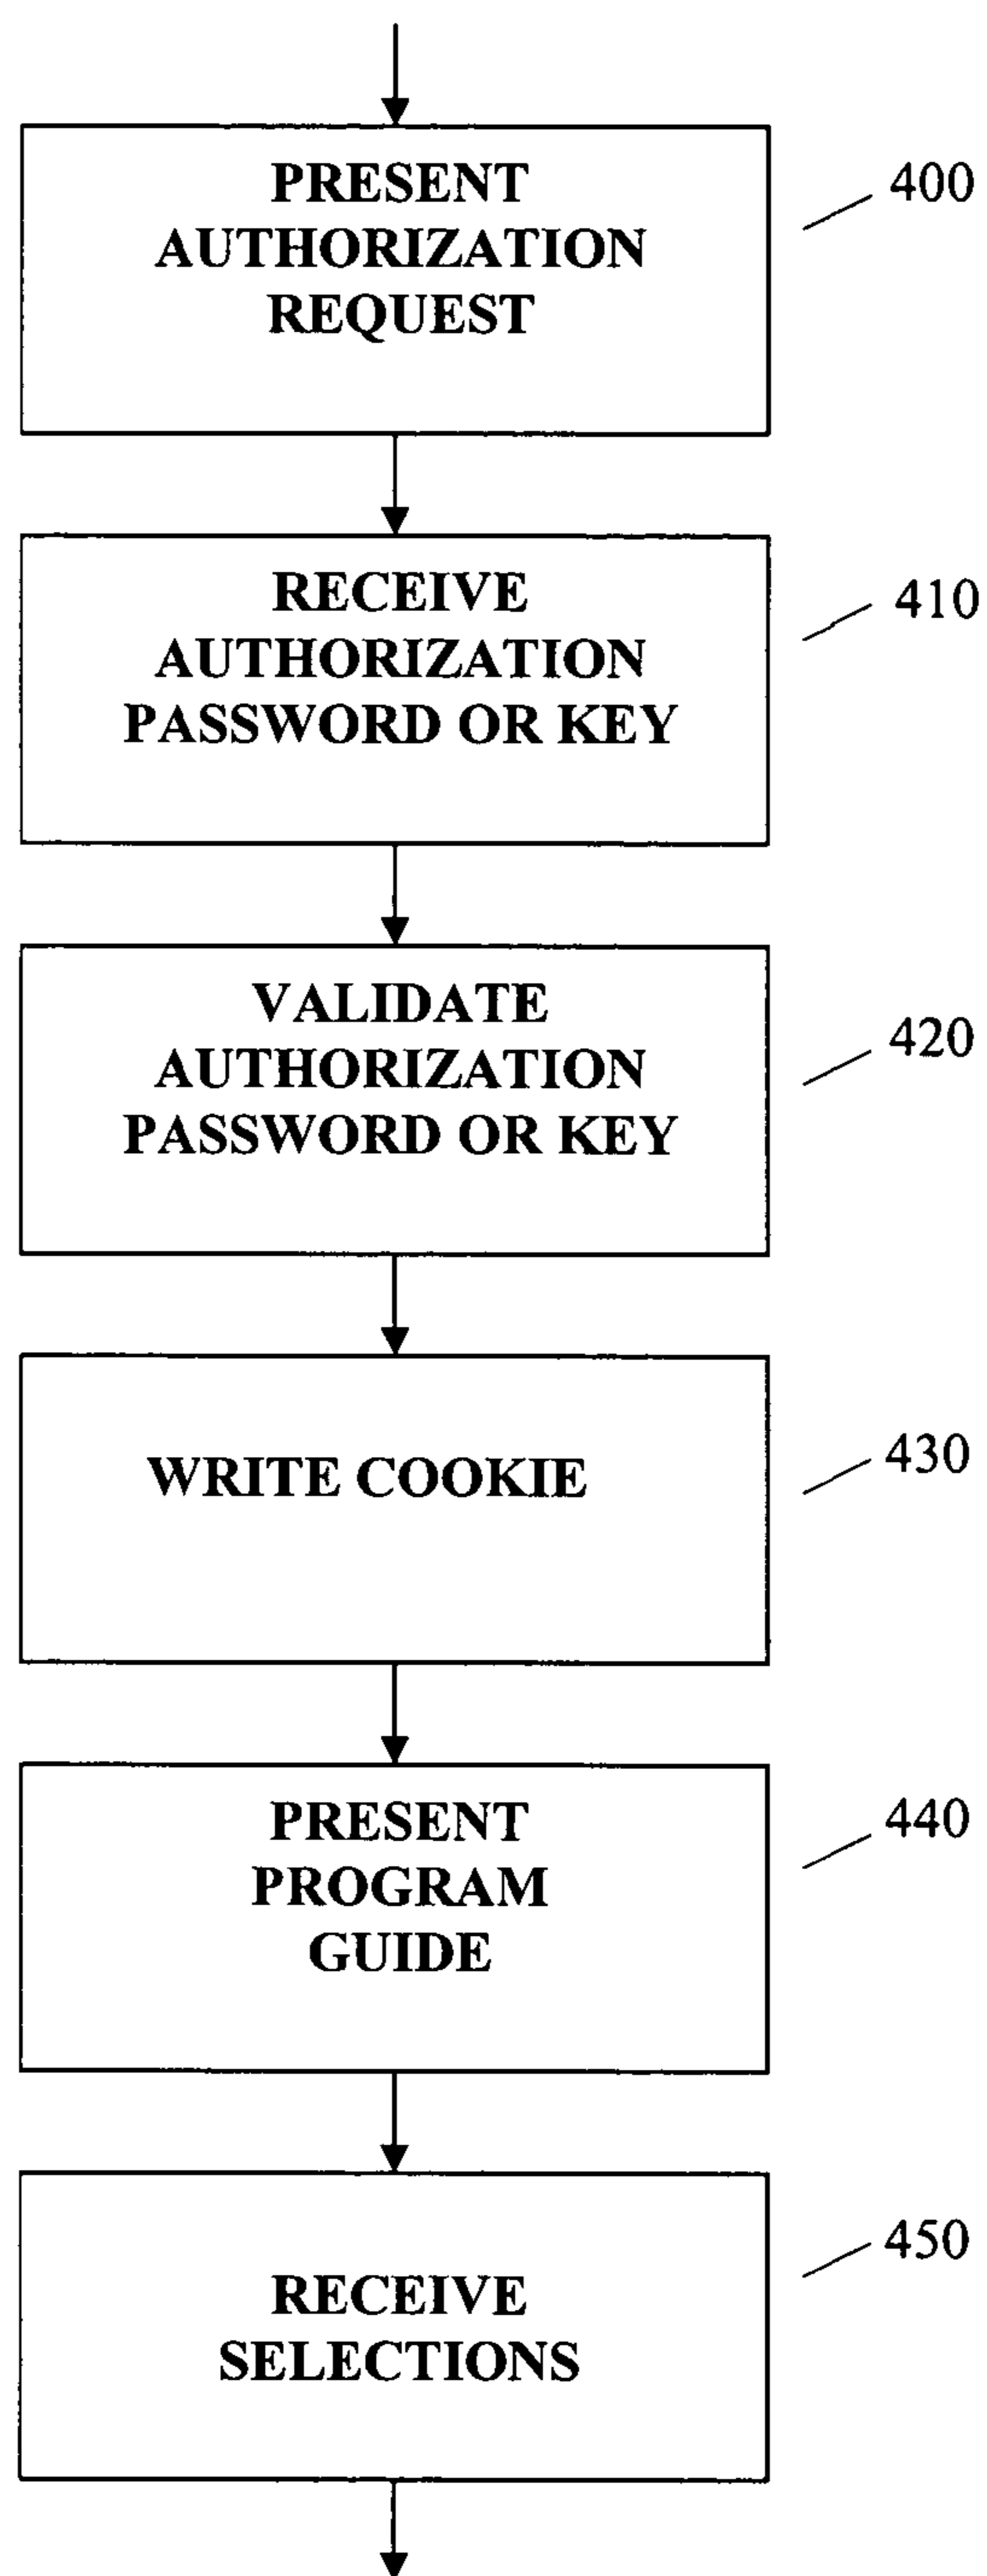 PRESENT
AUTHORIZATION
REQUEST
400
RECEIVE
AUTHORIZATION
PASSWORD OR KEY
410
VALIDATE
AUTHORIZATION
PASSWORD OR KEY
420
WRITE COOKIE
430
PRESENT
PROGRAM
GUIDE
440
RECEIVE
SELECTIONS
450